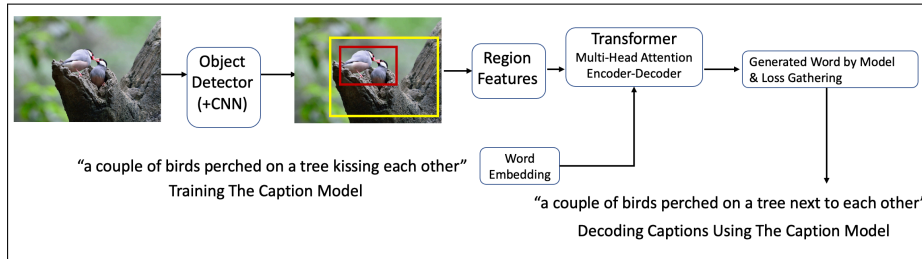 Object
Detector
(+CNN)
Region
Features
Transformer
Multi-Head Attention
Encoder-Decoder
Generated Word by Model
& Loss Gathering
“a couple of birds perched on a tree kissing each other”
Training The Caption Model
Word
Embedding
“a couple of birds perched on a tree next to each other”
Decoding Captions Using The Caption Model